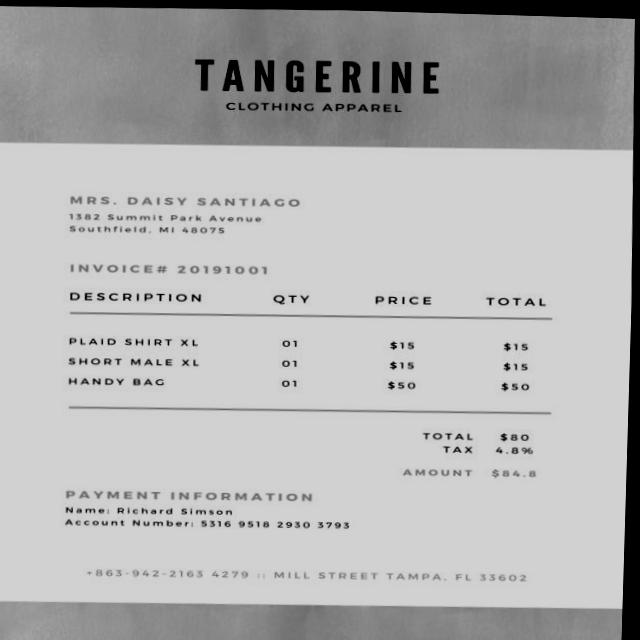 TANGERINE
CLOTHING APPAREL
MRS. DAISY SANTIAGO
1382 Summit Park Avenue
Southfield, MI 48075
INVOICE# 20191001
DESCRIPTION QTY PRICE TOTAL
PLAID SHIRT XL 01 $15 $15
SHORT MALE XL 01 $15 $15
HANDY BAG 01 $50 $50
TOTAL $80
TAX 4.8%
AMOUNT $84.8
PAYMENT INFORMATION
Name: Richard Simson
Account Number: 5316 9518 2930 3793
+863-942-2163 4279 :: MILL STREET TAMPA, FL 33602